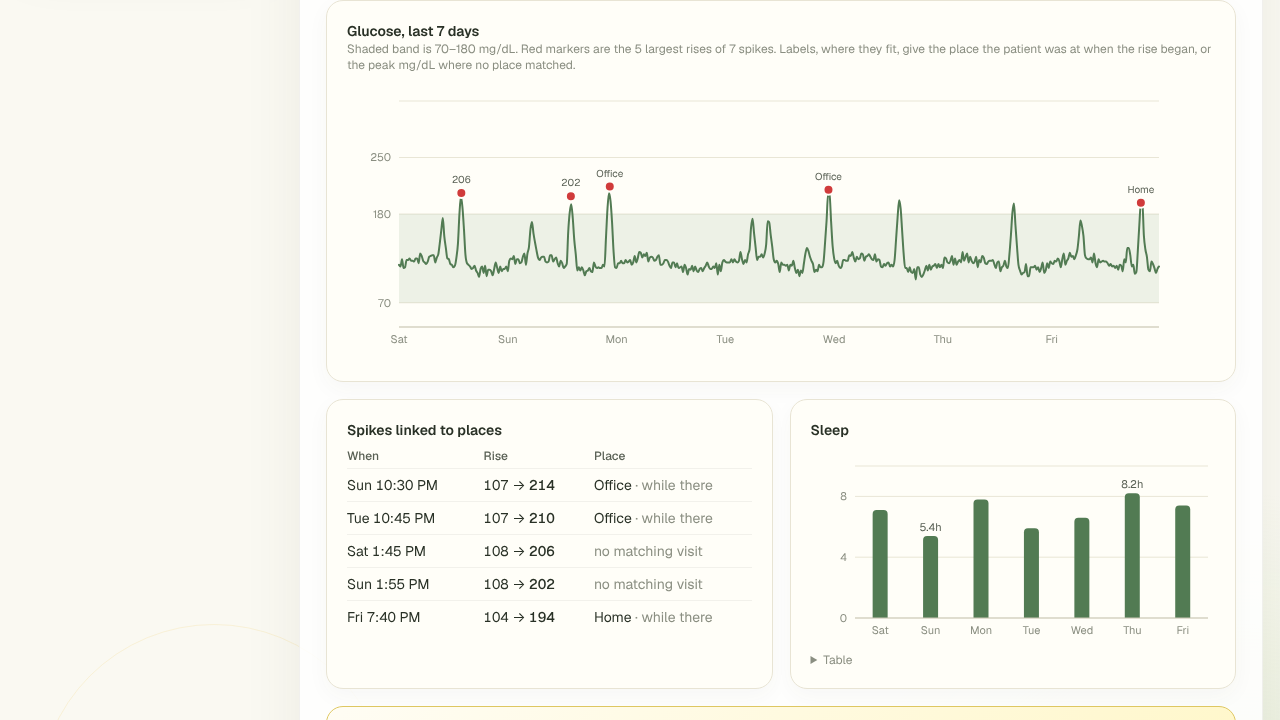 Glucose, last 7 days
Shaded band is 70–180 mg/dL. Red markers are the 5 largest rises of 7 spikes. Labels, where they fit, give the place the patient was at when the rise began, or
the peak mg/dL where no place matched.
250
180
70
206
202
Office
Office
Home
Sat
Sun
Mon
Tue
Wed
Thu
Fri
Spikes linked to places
When Rise Place
Sun 10:30 PM 107 → 214 Office · while there
Tue 10:45 PM 107 → 210 Office · while there
Sat 1:45 PM 108 → 206 no matching visit
Sun 1:55 PM 108 → 202 no matching visit
Fri 7:40 PM 104 → 194 Home · while there
Sleep
8
4
0
5.4h
8.2h
Sat
Sun
Mon
Tue
Wed
Thu
Fri
▶ Table